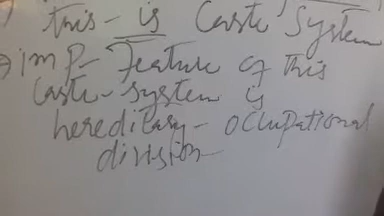 this - is Caste System
→ imp - Feature of this
Caste - system is
hereditary - occupational
division